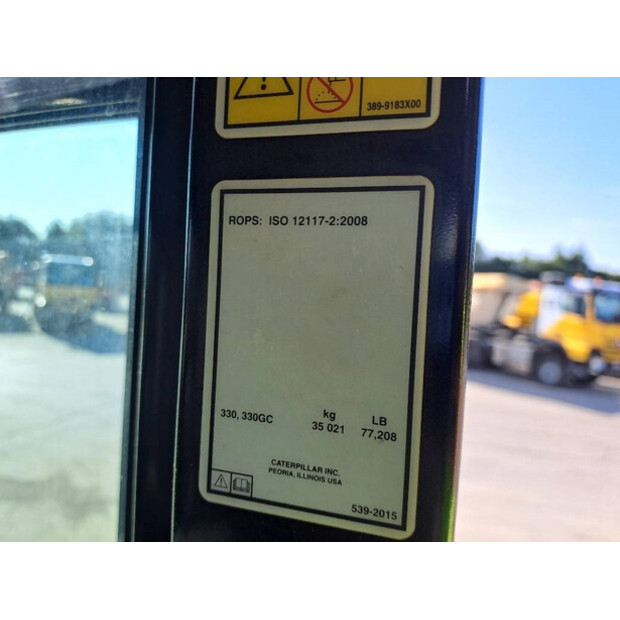 389-9183X00
ROPS: ISO 12117-2:2008
kg LB
330, 330GC 35 021 77,208
CATERPILLAR INC.
PEORIA, ILLINOIS USA
539-2015